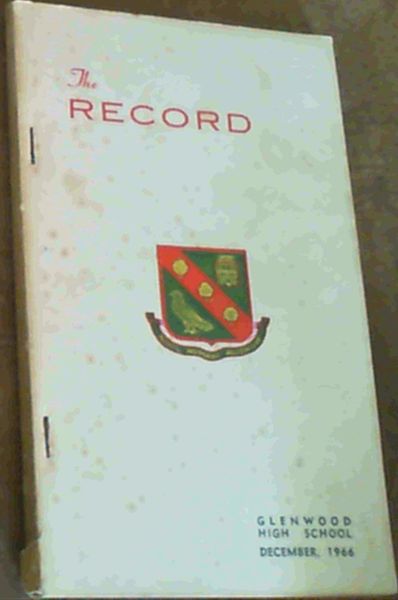 The
RECORD
GLENWOOD
HIGH SCHOOL
DECEMBER, 1966